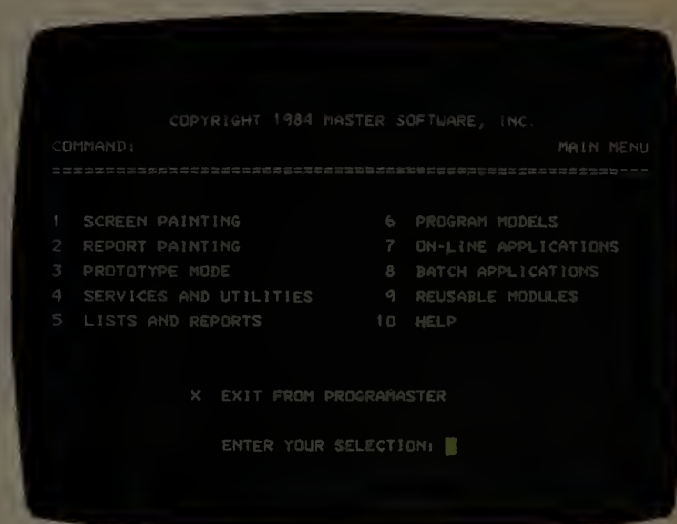 COPYRIGHT 1984 MASTER SOFTWARE, INC.
COMMAND: MAIN MENU
1 SCREEN PAINTING 6 PROGRAM MODELS
2 REPORT PAINTING 7 ON-LINE APPLICATIONS
3 PROTOTYPE MODE 8 BATCH APPLICATIONS
4 SERVICES AND UTILITIES 9 REUSABLE MODULES
5 LISTS AND REPORTS 10 HELP
X EXIT FROM PROGRAMASTER
ENTER YOUR SELECTION: